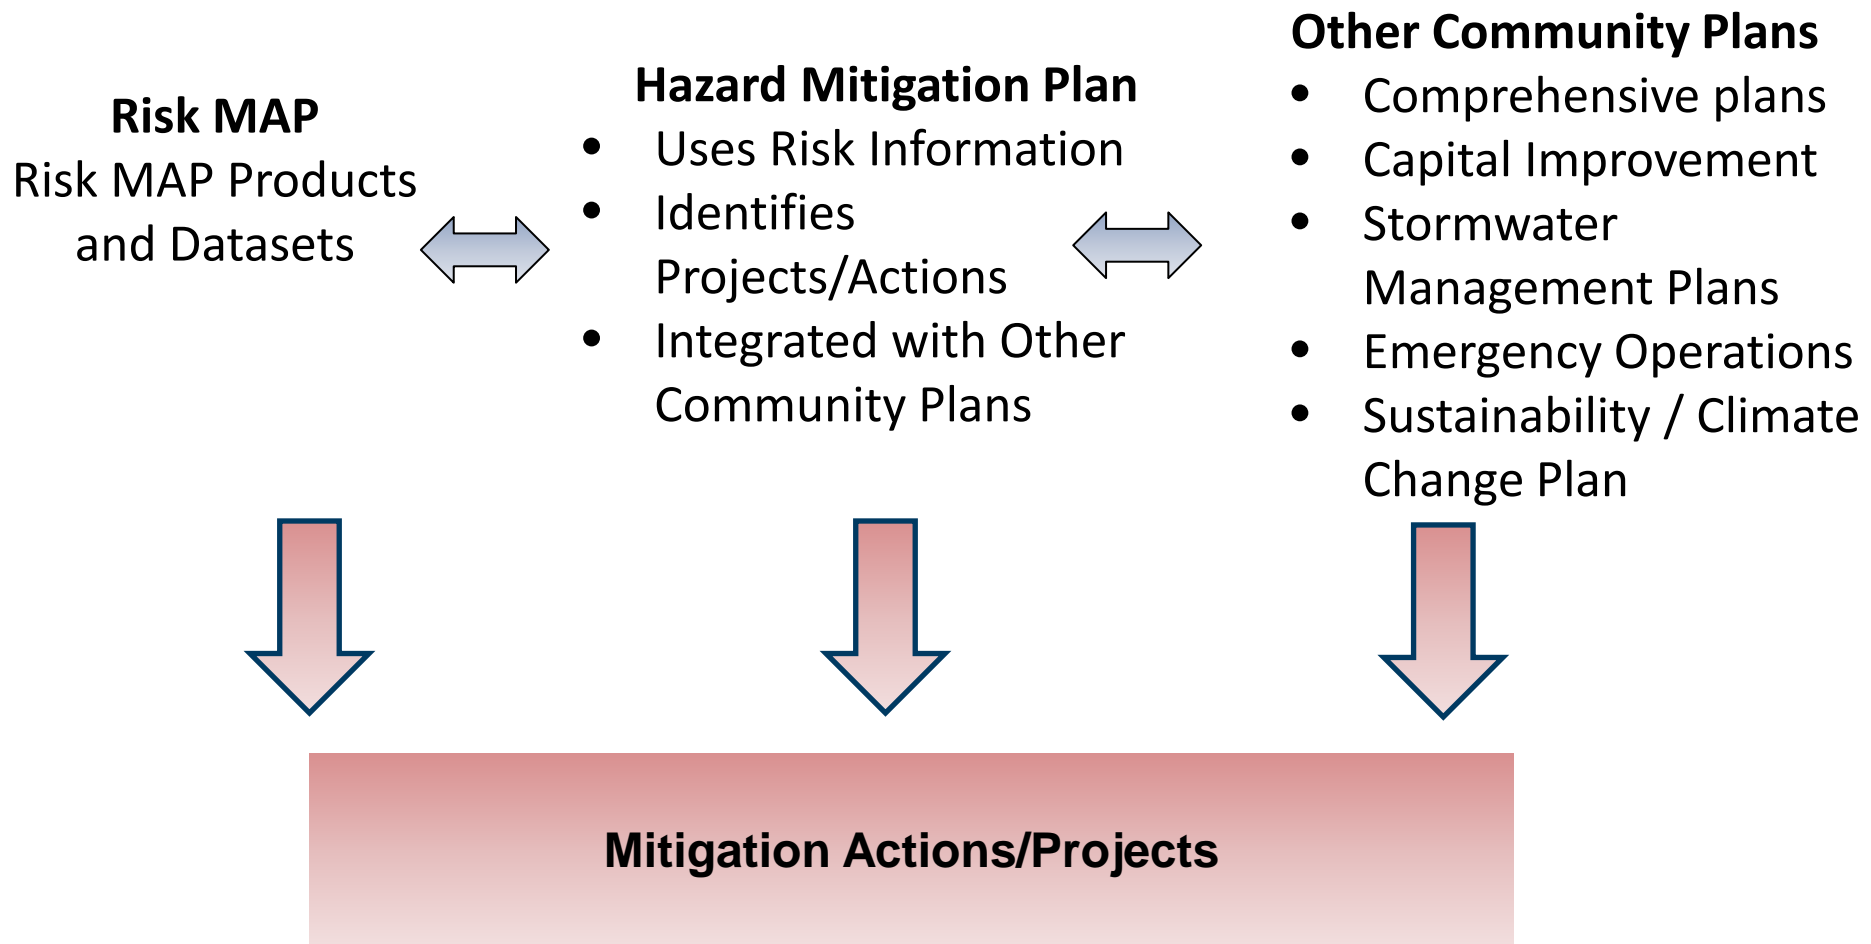 Risk MAP
Risk MAP Products
and Datasets
Hazard Mitigation Plan
• Uses Risk Information
• Identifies
Projects/Actions
• Integrated with Other
Community Plans
Other Community Plans
• Comprehensive plans
• Capital Improvement
• Stormwater
Management Plans
• Emergency Operations
• Sustainability / Climate
Change Plan
Mitigation Actions/Projects